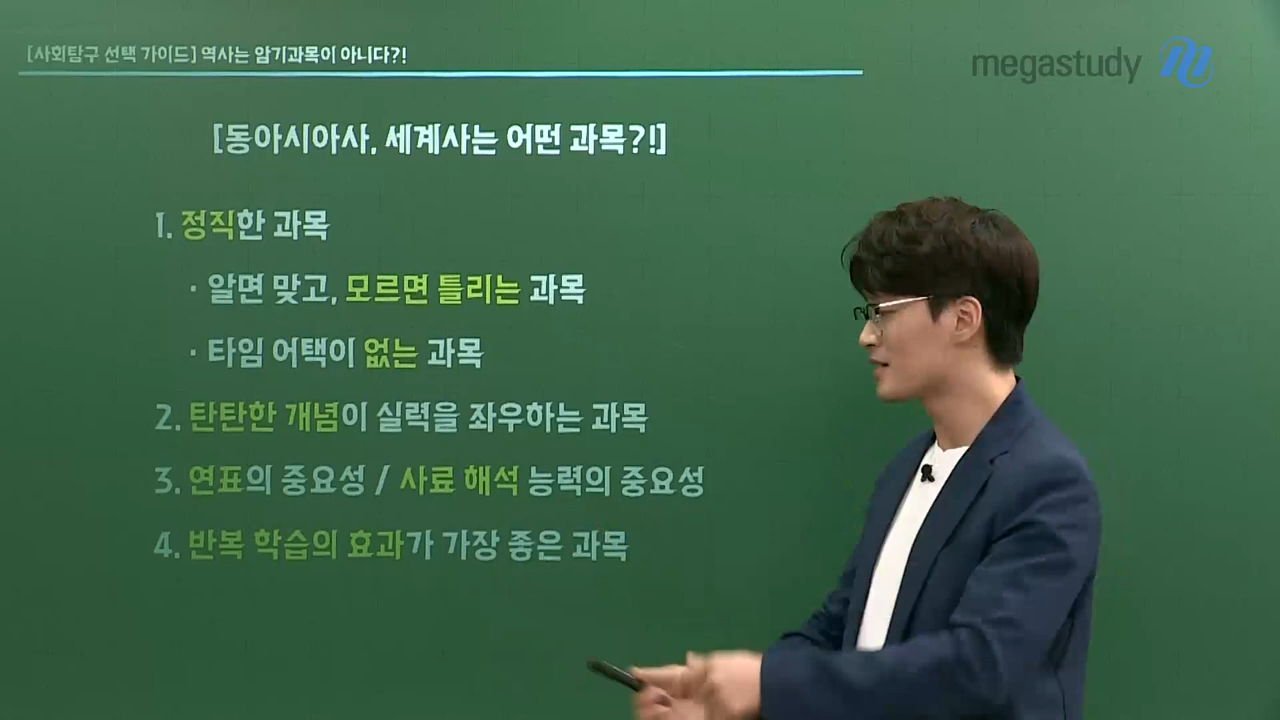 [사회탐구 선택 가이드] 역사는 암기과목이 아니다?!
megastudy
[동아시아사, 세계사는 어떤 과목?!]
1. 정직한 과목
· 알면 맞고, 모르면 틀리는 과목
· 타임 어택이 없는 과목
2. 탄탄한 개념이 실력을 좌우하는 과목
3. 연표의 중요성 / 사료 해석 능력의 중요성
4. 반복 학습의 효과가 가장 좋은 과목